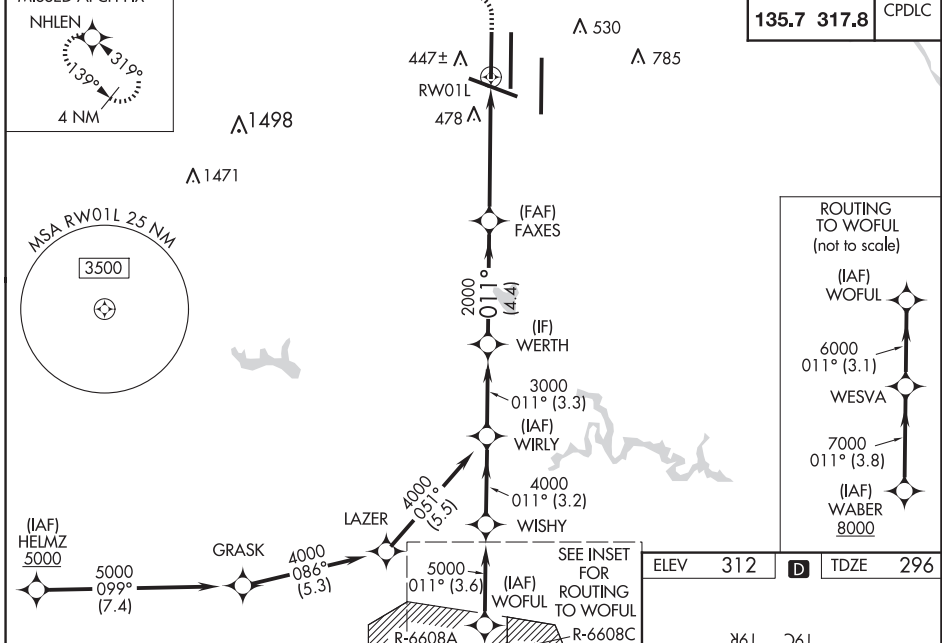 MISSED APCH FIX
NHLEN
319°
139°
4 NM
530
447±
785
RW01L
478
1498
1471
135.7 317.8
CPDLC
MSA RW01L 25 NM
3500
(FAF)
FAXES
2000
011°
(4.4)
(IF)
WERTH
3000
011° (3.3)
(IAF)
WIRLY
4000
011° (3.2)
WISHY
4000
051°
(5.5)
LAZER
GRASK
4000
086°
(5.3)
(IAF)
HELMZ
5000
5000
099°
(7.4)
5000
011° (3.6)
(IAF)
WOFUL
SEE INSET
FOR
ROUTING
TO WOFUL
R-6608A
R-6608C
ROUTING
TO WOFUL
(not to scale)
(IAF)
WOFUL
6000
011° (3.1)
WESVA
7000
011° (3.8)
(IAF)
WABER
8000
ELEV 312
D
TDZE 296
19R
19C